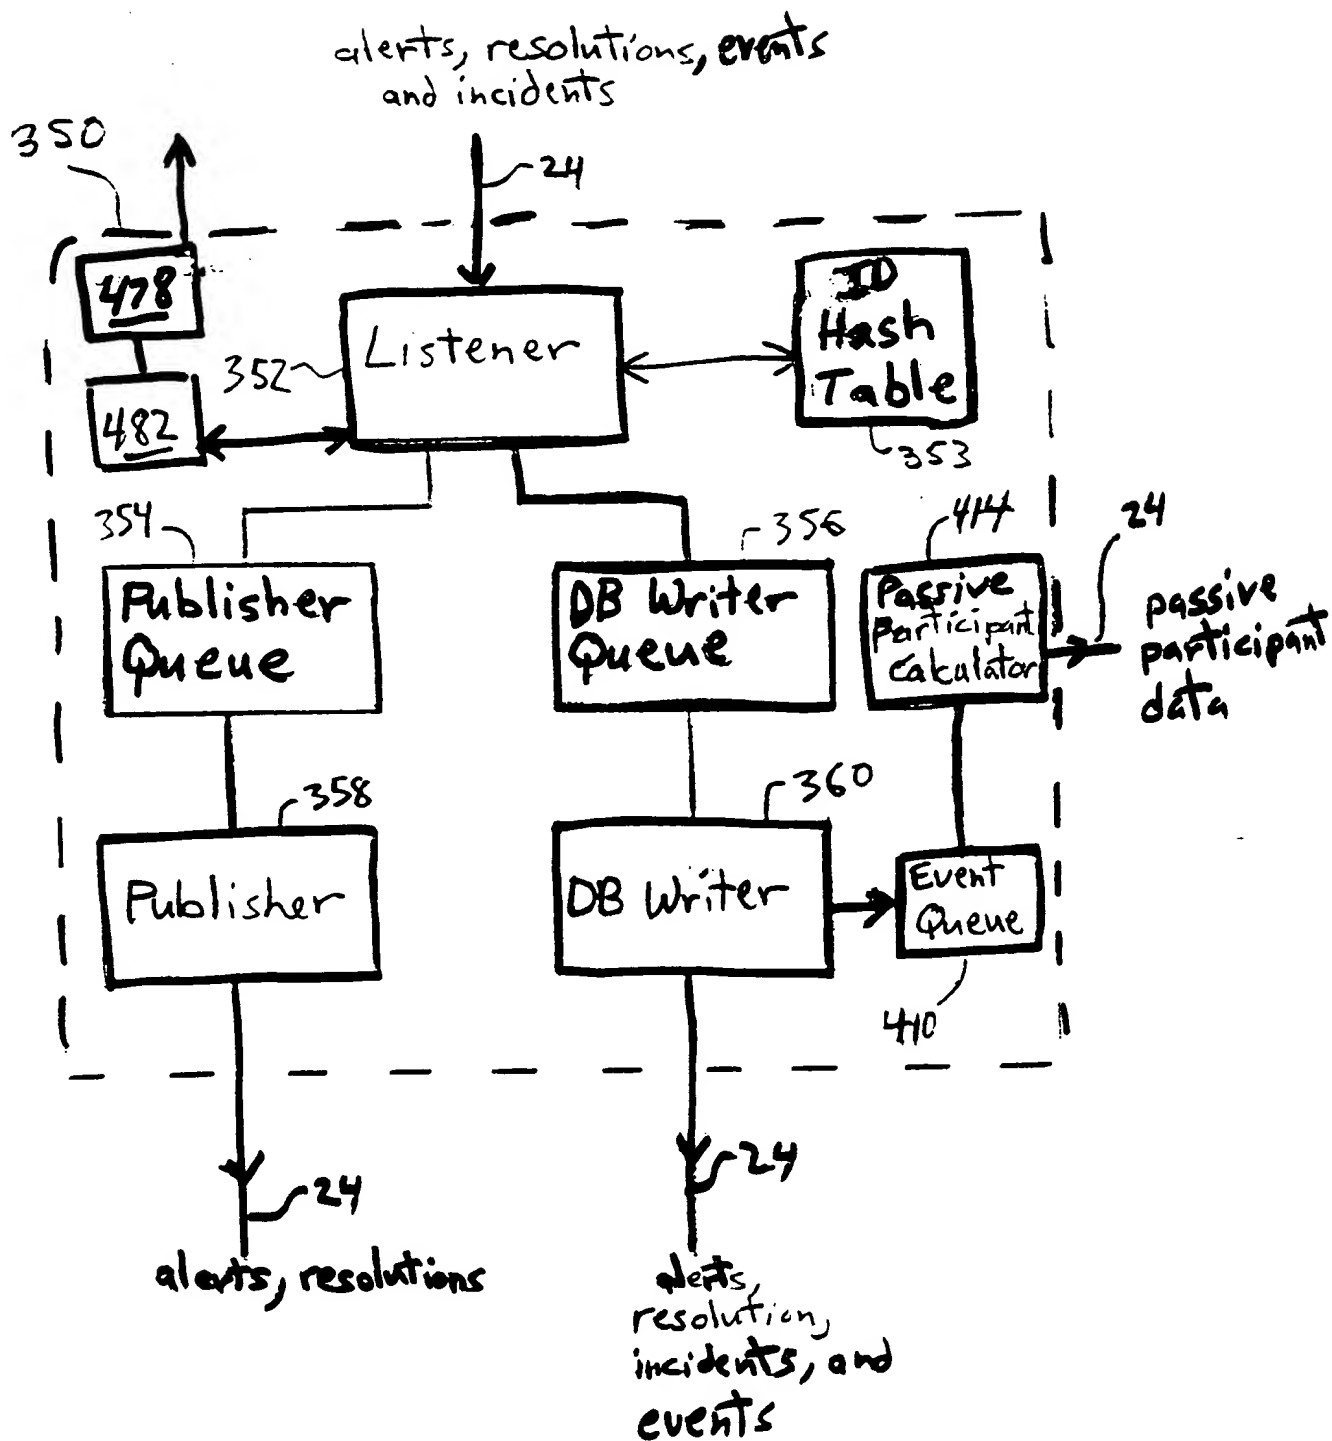 alerts, resolutions, events
and incidents
350
24
478
ID
Hash
Table
Listener
352
482
353
354
356
414
24
Publisher
Queue
DB Writer
Queue
Passive
Participant
Calculator
passive
participant
data
358
360
Publisher
DB Writer
Event
Queue
410
24
24
alerts, resolutions
alerts,
resolution,
incidents, and
events